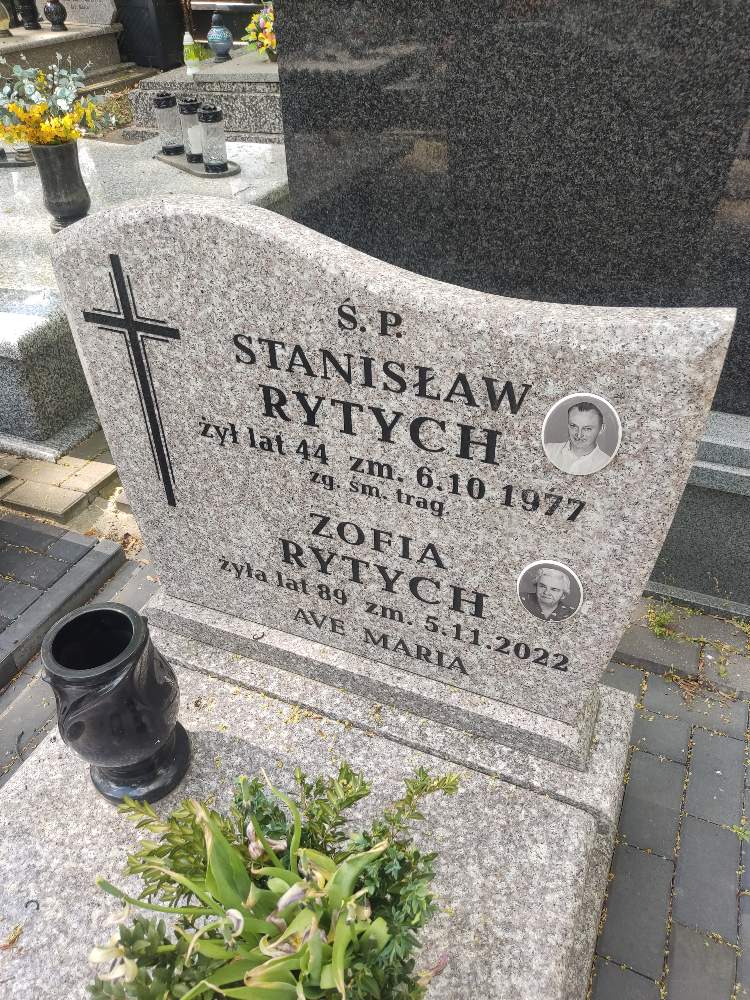 Ś. P.
STANISŁAW
RYTYCH
żył lat 44 zm. 6.10 1977
zg. śm. trag.
ZOFIA
RYTYCH
żyła lat 89 zm. 5.11.2022
AVE MARIA